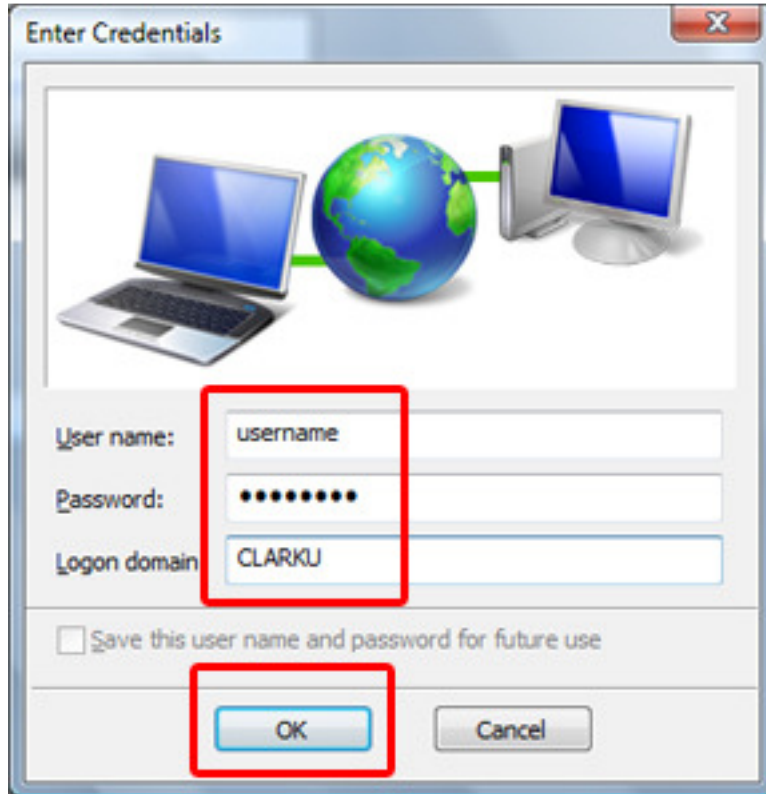 Enter Credentials
User name: username
Password: ••••••••
Logon domain CLARKU
Save this user name and password for future use
OK Cancel